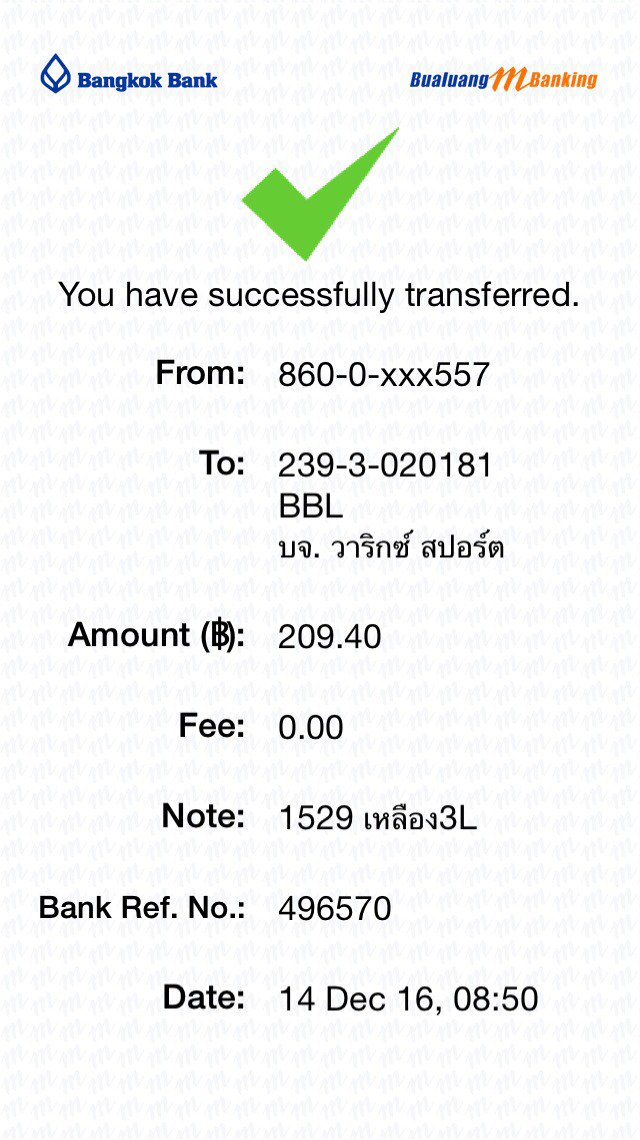 Bangkok Bank
Bualuang mBanking
You have successfully transferred.
From: 860-0-xxx557
To: 239-3-020181
BBL
บจ. วาริกซ์ สปอร์ต
Amount (฿): 209.40
Fee: 0.00
Note: 1529 เหลือง3L
Bank Ref. No.: 496570
Date: 14 Dec 16, 08:50